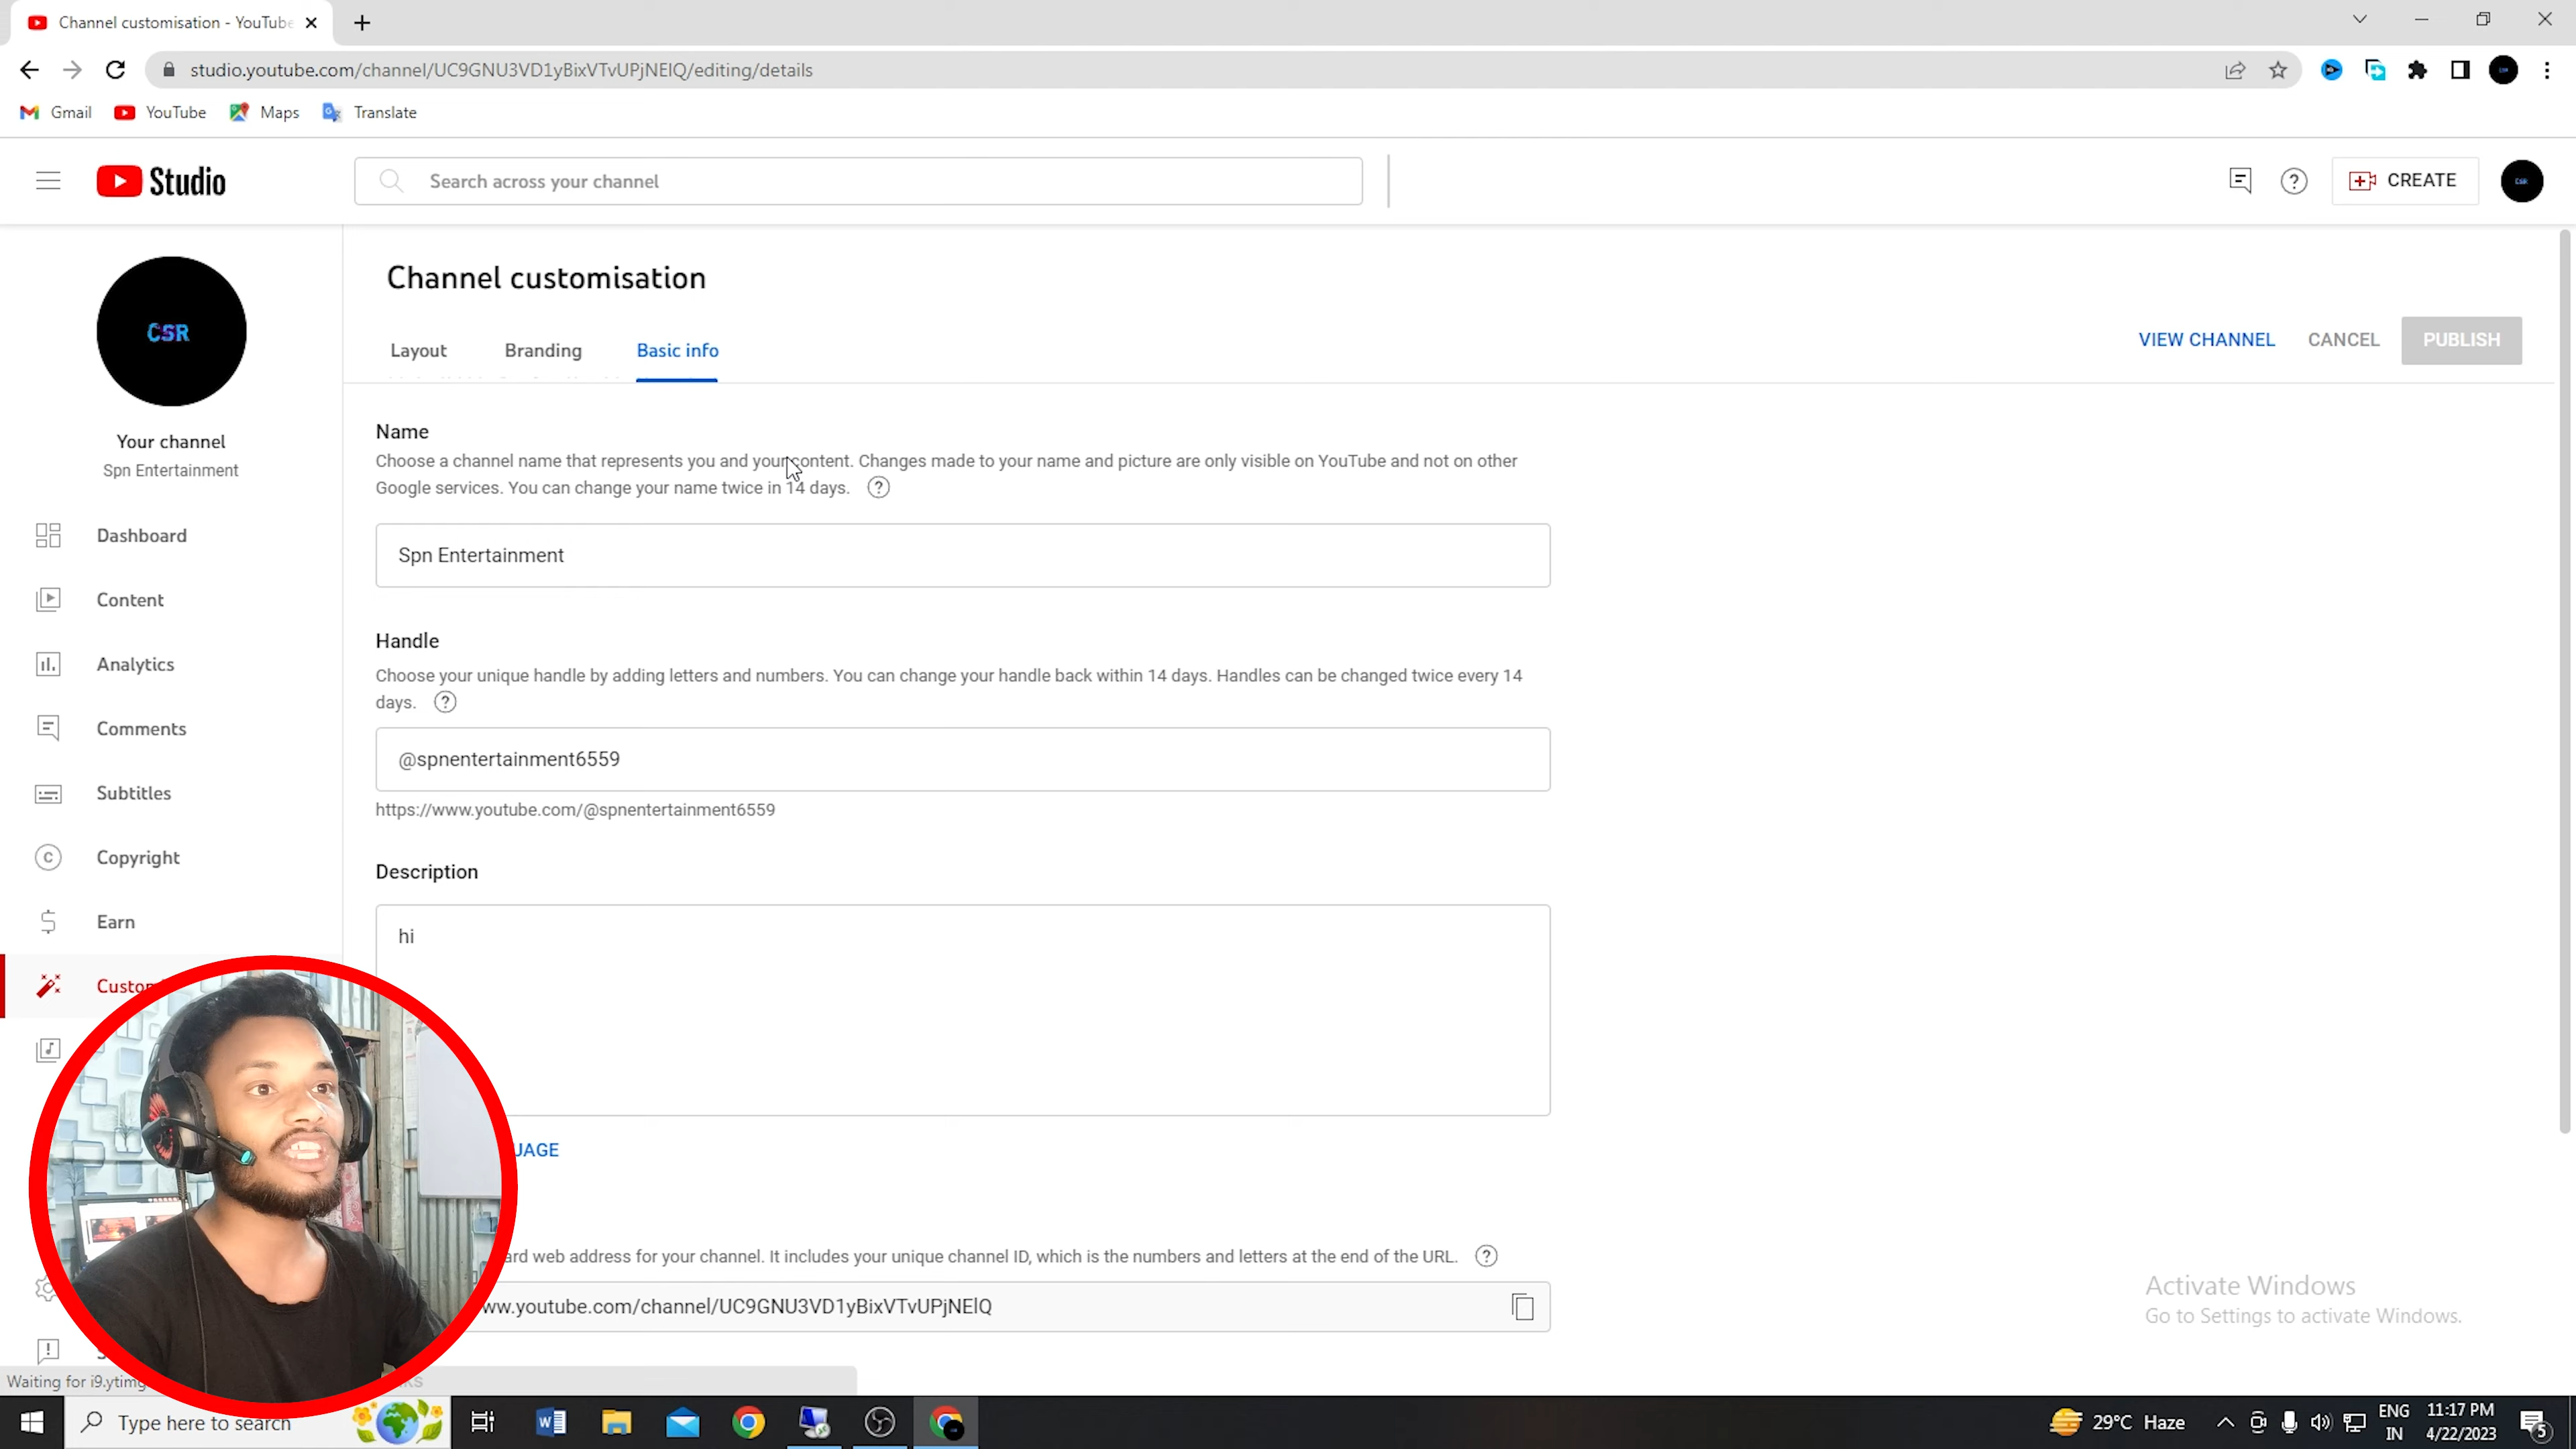 Channel customisation - YouTube
studio.youtube.com/channel/UC9GNU3VD1yBixVTvUPjNElQ/editing/details
Gmail
YouTube
Maps
Translate
Studio
Search across your channel
CREATE
CSR
Your channel
Spn Entertainment
Dashboard
Content
Analytics
Comments
Subtitles
Copyright
Earn
Channel customisation
Layout
Branding
Basic info
VIEW CHANNEL
CANCEL
PUBLISH
Name
Choose a channel name that represents you and your content. Changes made to your name and picture are only visible on YouTube and not on other
Google services. You can change your name twice in 14 days.
Spn Entertainment
Handle
Choose your unique handle by adding letters and numbers. You can change your handle back within 14 days. Handles can be changed twice every 14
days.
@spnentertainment6559
https://www.youtube.com/@spnentertainment6559
Description
hi
UAGE
ard web address for your channel. It includes your unique channel ID, which is the numbers and letters at the end of the URL.
ww.youtube.com/channel/UC9GNU3VD1yBixVTvUPjNElQ
Activate Windows
Go to Settings to activate Windows.
Waiting for i9.ytimg
Type here to search
29°C Haze
ENG
IN
11:17 PM
4/22/2023
5